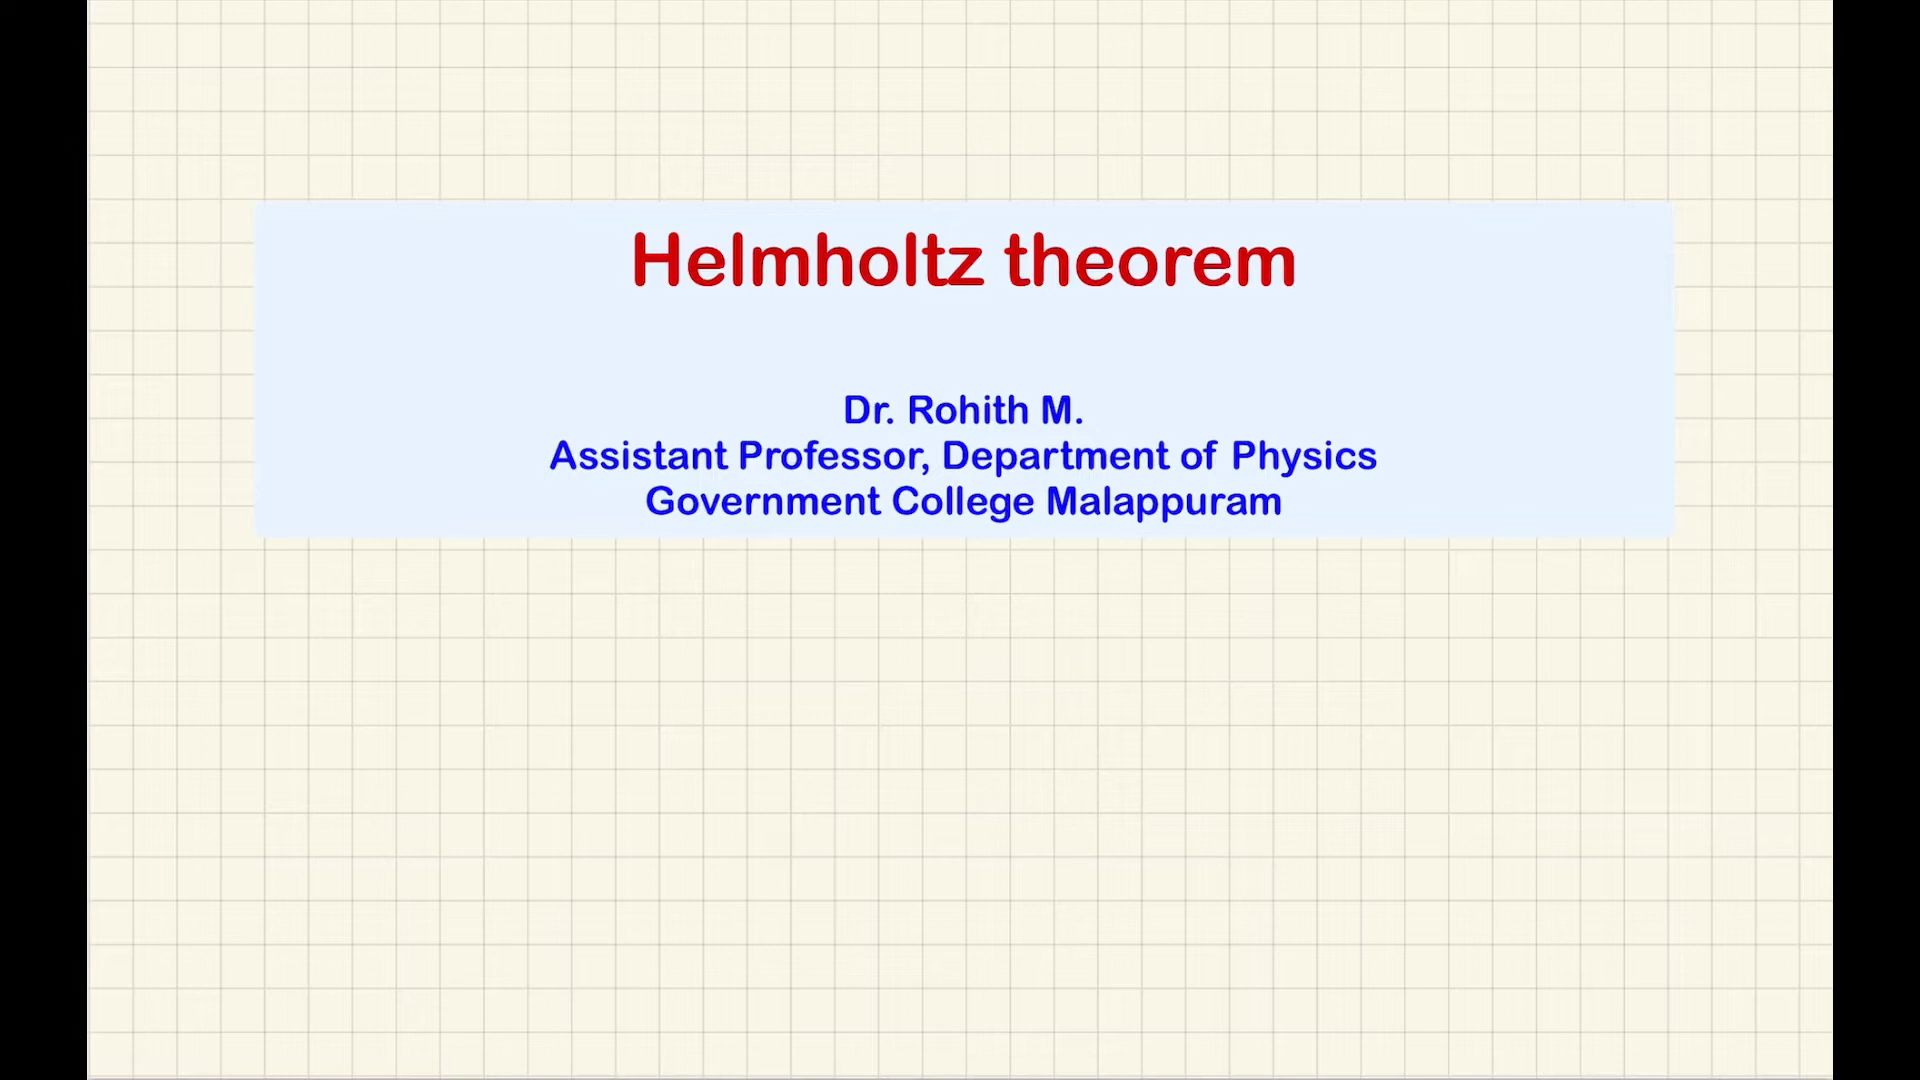 Helmholtz theorem
Dr. Rohith M.
Assistant Professor, Department of Physics
Government College Malappuram